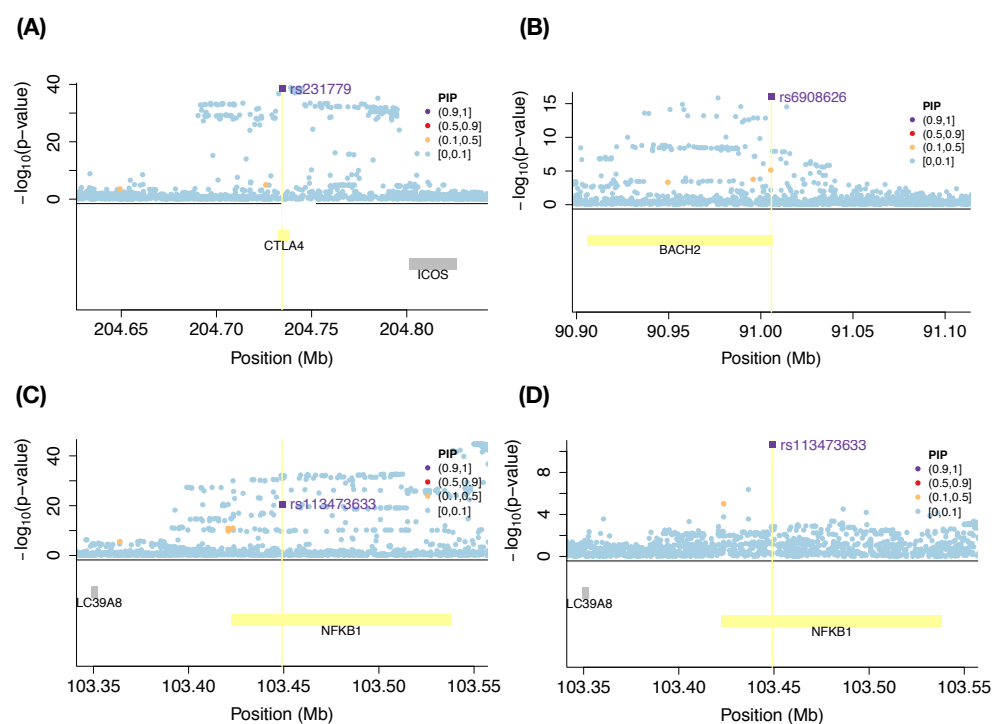 (A)
− log10(p−value)
40
20
0
rs231779
PIP
(0.9,1]
(0.5,0.9]
(0.1,0.5]
[0,0.1]
CTLA4
ICOS
204.65
204.70
204.75
204.80
Position (Mb)
(B)
− log10(p−value)
15
10
5
0
rs6908626
PIP
(0.9,1]
(0.5,0.9]
(0.1,0.5]
[0,0.1]
BACH2
90.90
90.95
91.00
91.05
91.10
Position (Mb)
(C)
− log10(p−value)
40
20
0
rs113473633
PIP
(0.9,1]
(0.5,0.9]
(0.1,0.5]
[0,0.1]
LC39A8
NFKB1
103.35
103.40
103.45
103.50
103.55
Position (Mb)
(D)
− log10(p−value)
8
4
0
rs113473633
PIP
(0.9,1]
(0.5,0.9]
(0.1,0.5]
[0,0.1]
LC39A8
NFKB1
103.35
103.40
103.45
103.50
103.55
Position (Mb)